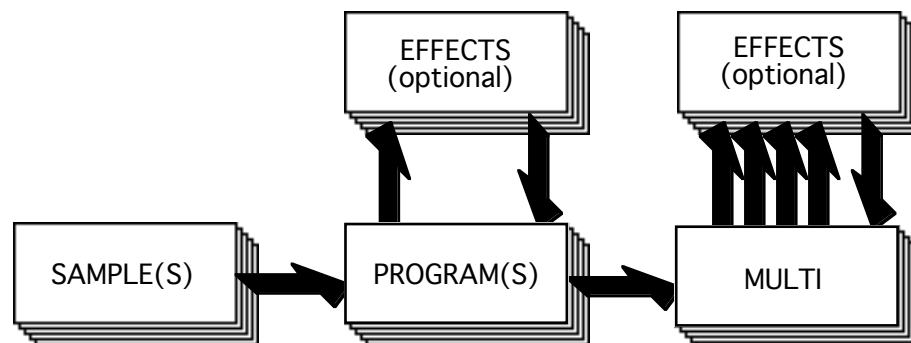 EFFECTS
(optional)
EFFECTS
(optional)
SAMPLE(S)
PROGRAM(S)
MULTI